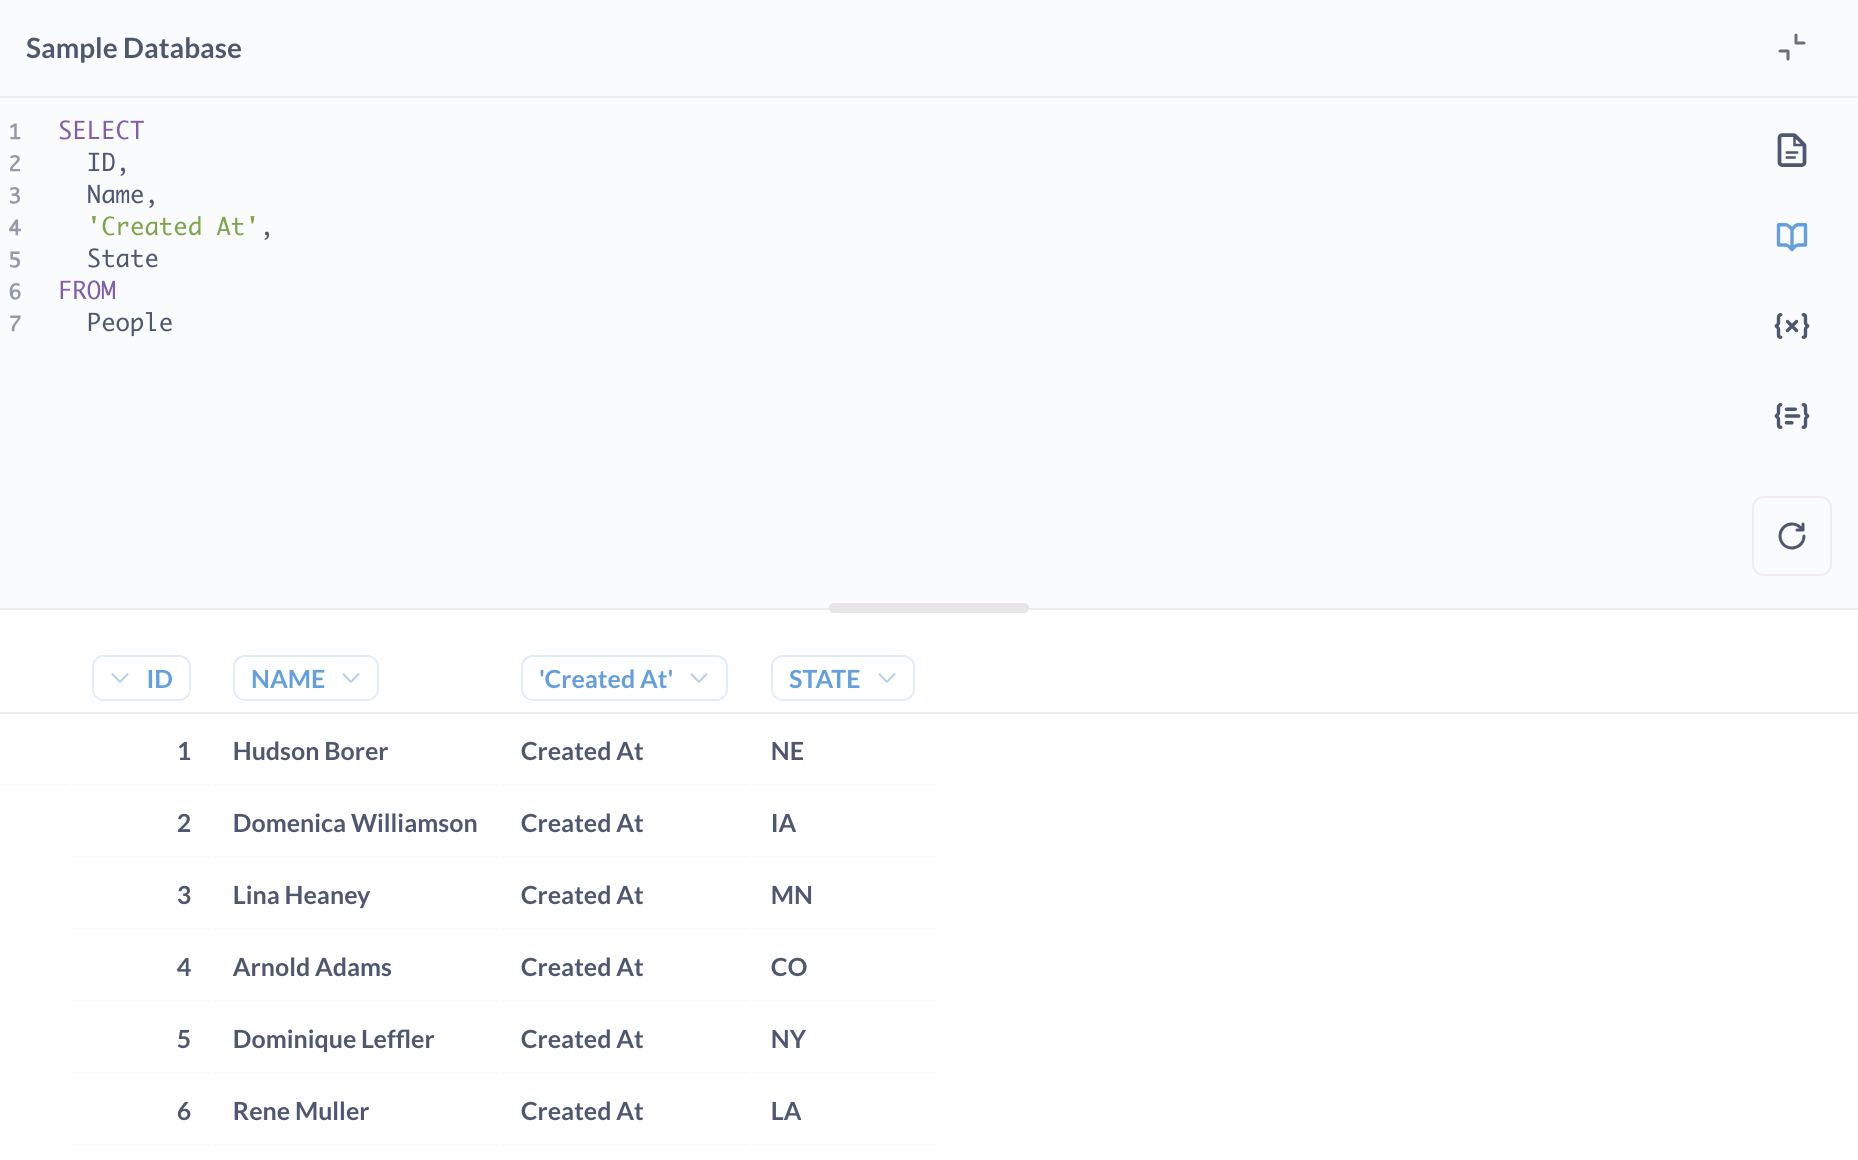 Sample Database
1 SELECT
2 ID,
3 Name,
4 'Created At',
5 State
6 FROM
7 People
{x}
{=}
ID NAME 'Created At' STATE
1 Hudson Borer Created At NE
2 Domenica Williamson Created At IA
3 Lina Heaney Created At MN
4 Arnold Adams Created At CO
5 Dominique Leffler Created At NY
6 Rene Muller Created At LA